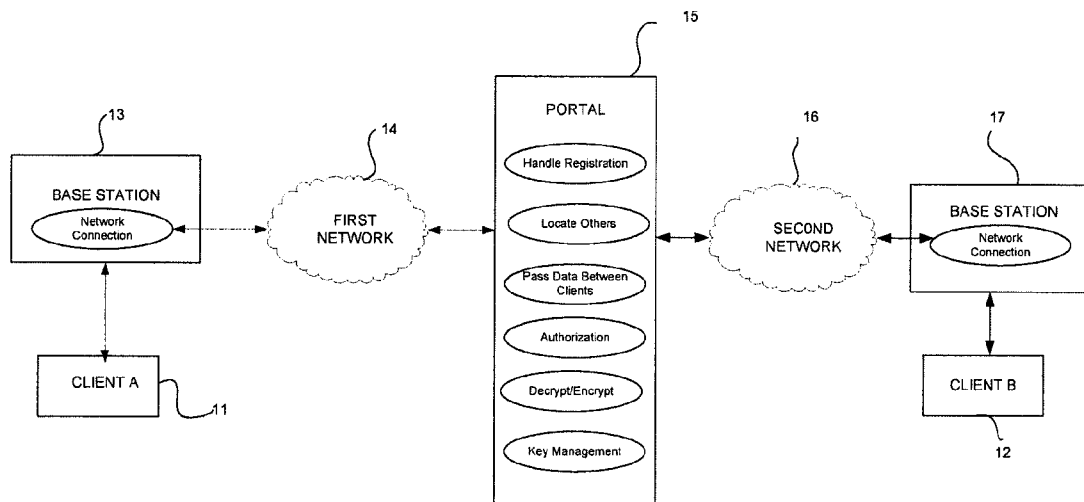 15
13
14
16
17
PORTAL
Handle Registration
BASE STATION
Network
Connection
FIRST
NETWORK
Locate Others
SECOND
NETWORK
BASE STATION
Network
Connection
Pass Data Between
Clients
Authorization
CLIENT A
11
Decrypt/Encrypt
CLIENT B
12
Key Management